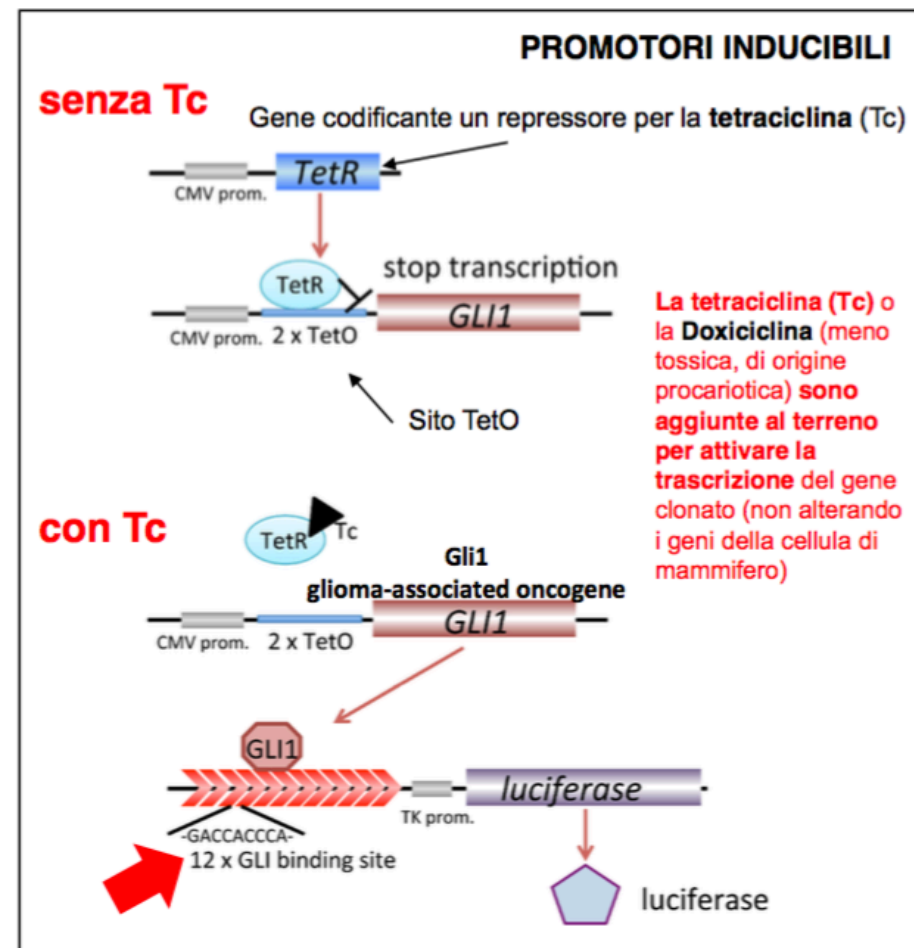 PROMOTORI INDUCIBILI
senza Tc
Gene codificante un repressore per la tetraciclina (Tc)
TetR
CMV prom.
TetR
stop transcription
GLI1
CMV prom.
2 x TetO
Sito TetO
La tetraciclina (Tc) o
la Doxiciclina (meno
tossica, di origine
procariotica) sono
aggiunte al terreno
per attivare la
trascrizione del gene
clonato (non alterando
i geni della cellula di
mammifero)
con Tc
TetR
Tc
Gli1
glioma-associated oncogene
GLI1
CMV prom.
2 x TetO
GLI1
luciferase
TK prom.
-GACCACCCA-
12 x GLI binding site
luciferase